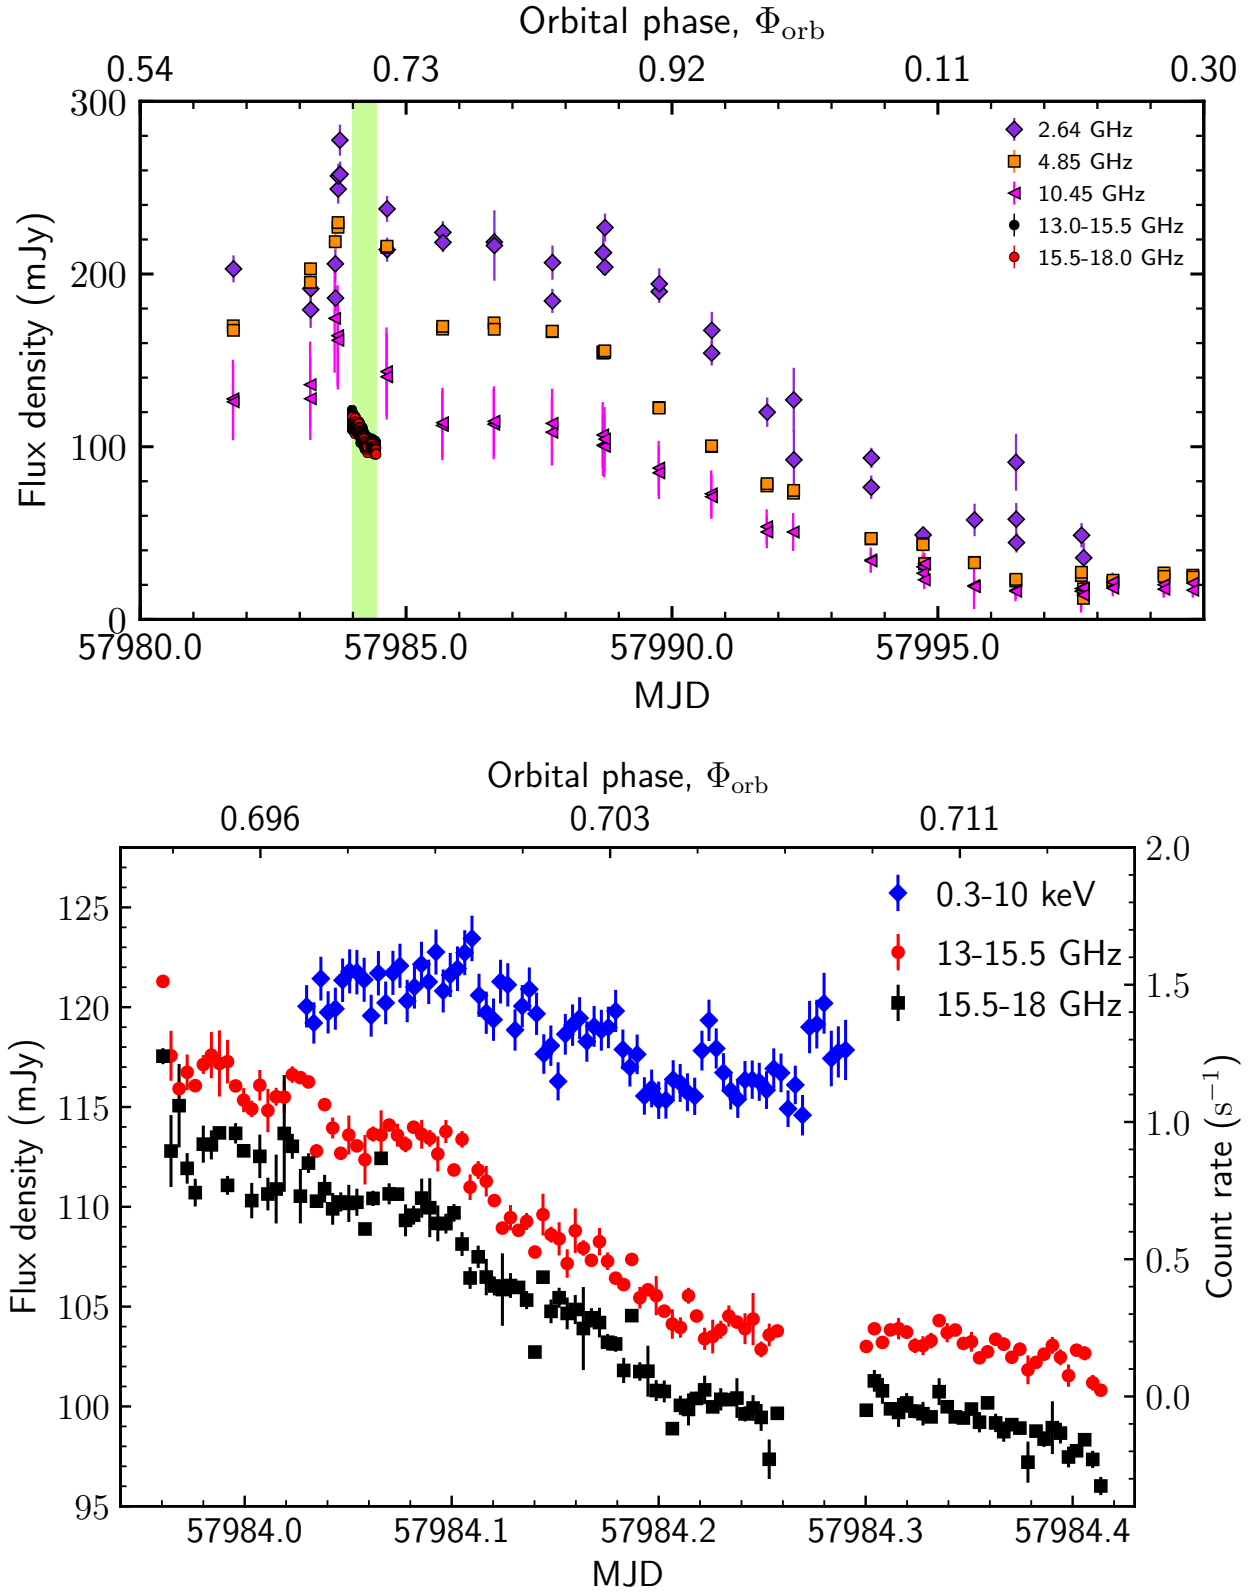 Orbital phase, Φorb
0.54 0.73 0.92 0.11 0.30
300
200
100
0
Flux density (mJy)
2.64 GHz
4.85 GHz
10.45 GHz
13.0-15.5 GHz
15.5-18.0 GHz
57980.0 57985.0 57990.0 57995.0
MJD
Orbital phase, Φorb
0.696 0.703 0.711
125
120
115
110
105
100
95
Flux density (mJy)
0.3-10 keV
13-15.5 GHz
15.5-18 GHz
2.0
1.5
1.0
0.5
0.0
Count rate (s⁻¹)
57984.0 57984.1 57984.2 57984.3 57984.4
MJD